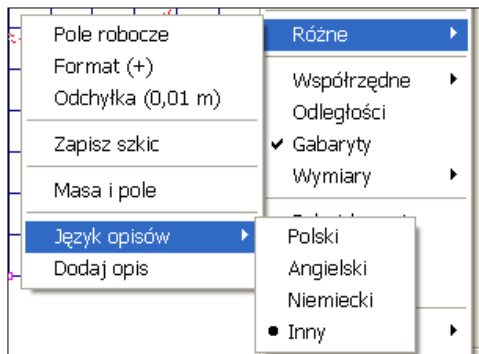 Pole robocze
Format (+)
Odchyłka (0,01 m)
Zapisz szkic
Masa i pole
Język opisów
Dodaj opis
Różne
Współrzędne
Odległości
Gabaryty
Wymiary
Polski
Angielski
Niemiecki
Inny